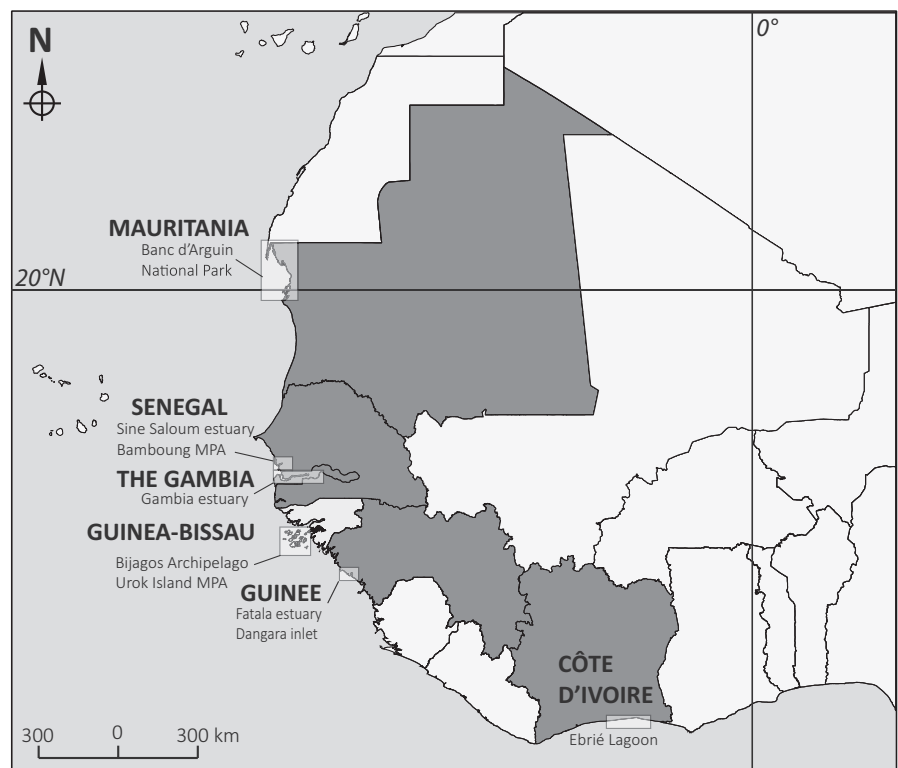 N
0°
MAURITANIA
Banc d’Arguin
National Park
20°N
SENEGAL
Sine Saloum estuary
Bamboung MPA
THE GAMBIA
Gambia estuary
GUINEA-BISSAU
Bijagos Archipelago
Urok Island MPA
GUINEE
Fatala estuary
Dangara inlet
CÔTE
D’IVOIRE
Ebrié Lagoon
300 0 300 km